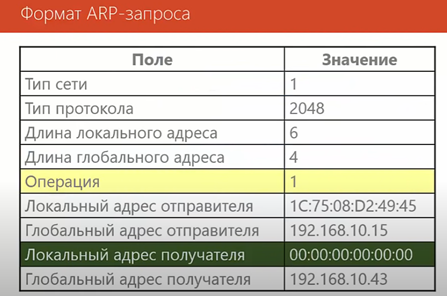 Формат ARP-запроса
Поле Значение
Тип сети 1
Тип протокола 2048
Длина локального адреса 6
Длина глобального адреса 4
Операция 1
Локальный адрес отправителя 1C:75:08:D2:49:45
Глобальный адрес отправителя 192.168.10.15
Локальный адрес получателя 00:00:00:00:00:00
Глобальный адрес получателя 192.168.10.43